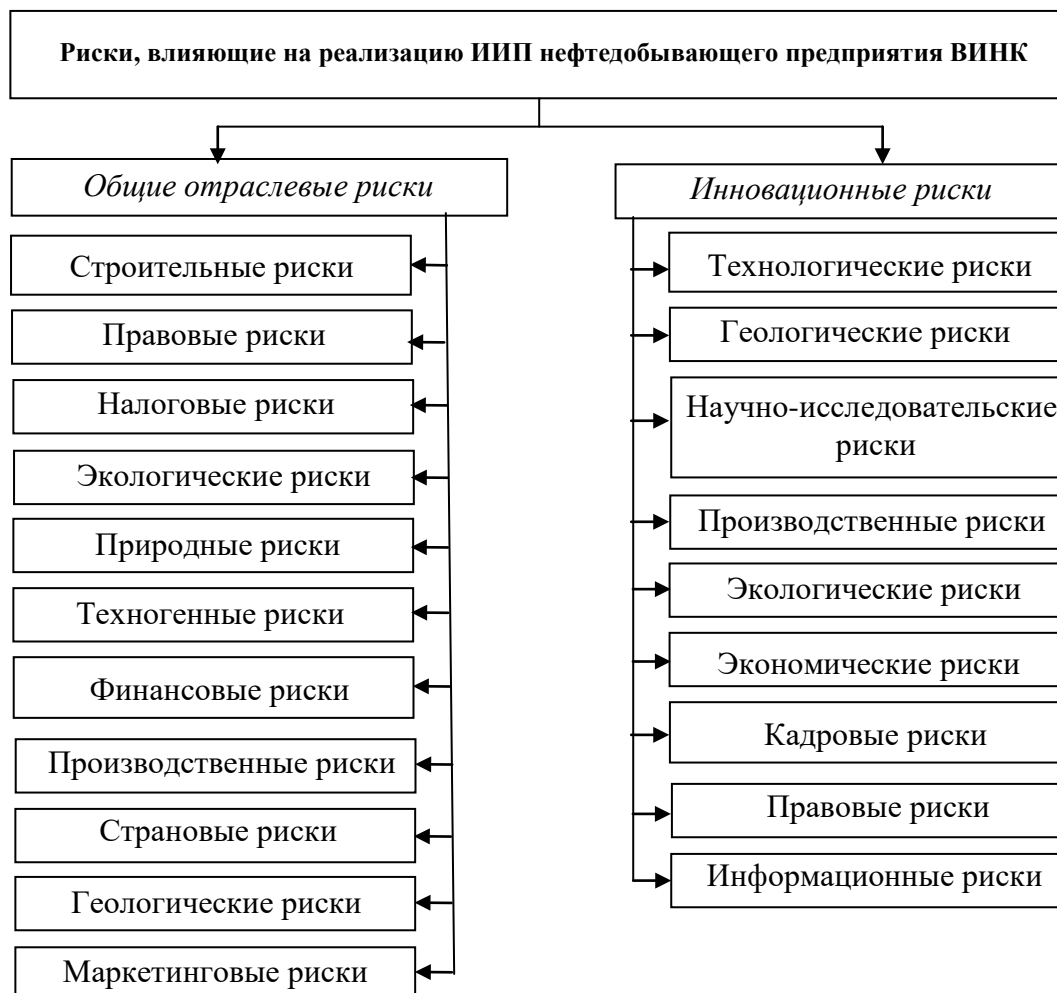 Риски, влияющие на реализацию ИИП нефтедобывающего предприятия ВИНК
Общие отраслевые риски
Строительные риски
Правовые риски
Налоговые риски
Экологические риски
Природные риски
Техногенные риски
Финансовые риски
Производственные риски
Страновые риски
Геологические риски
Маркетинговые риски
Инновационные риски
Технологические риски
Геологические риски
Научно-исследовательские
риски
Производственные риски
Экологические риски
Экономические риски
Кадровые риски
Правовые риски
Информационные риски